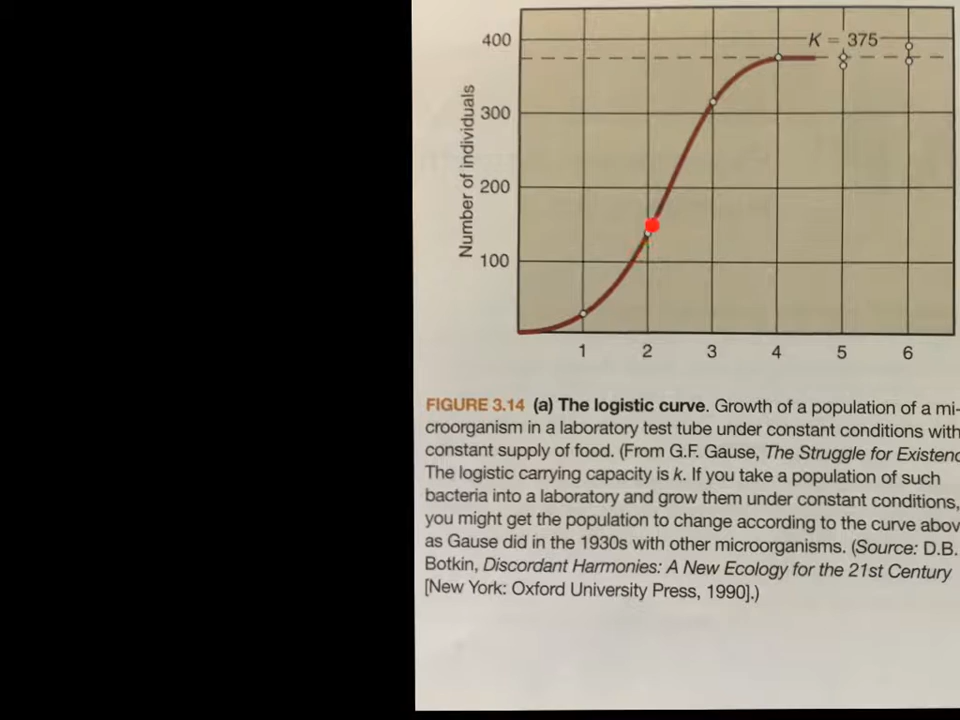 400
K = 375
300
200
100
Number of individuals
1 2 3 4 5 6
FIGURE 3.14 (a) The logistic curve. Growth of a population of a mi-
croorganism in a laboratory test tube under constant conditions with
constant supply of food. (From G.F. Gause, The Struggle for
The logistic carrying capacity is k. If you take a population of such
bacteria into a laboratory and grow them under constant conditions,
you might get the population to change according to the curve
as Gause did in the 1930s with other microorganisms. (Source: D.B.
Botkin, Discordant Harmonies: A New Ecology for the 21st Century
[New York: Oxford University Press, 1990].)